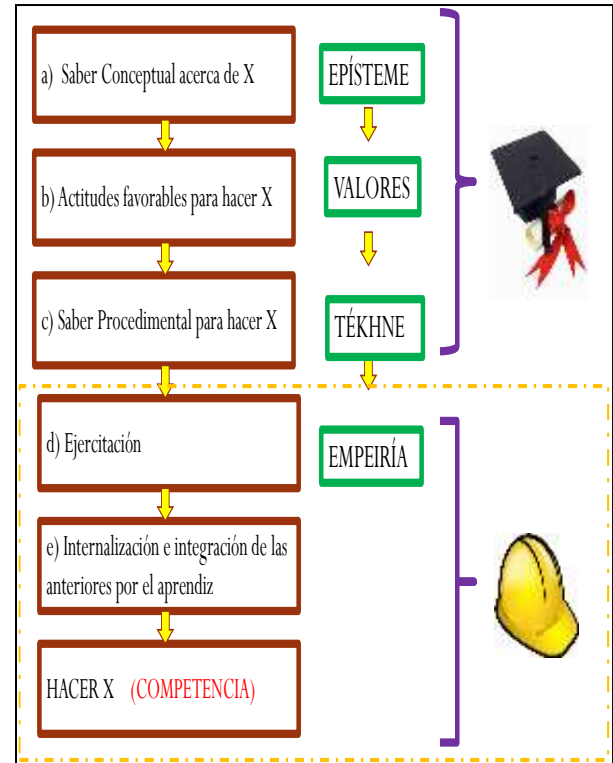 a) Saber Conceptual acerca de X
EPÍSTEME
b) Actitudes favorables para hacer X
VALORES
c) Saber Procedimental para hacer X
TÉKHNE
d) Ejercitación
EMPEIRÍA
e) Internalización e integración de las
anteriores por el aprendiz
HACER X (COMPETENCIA)